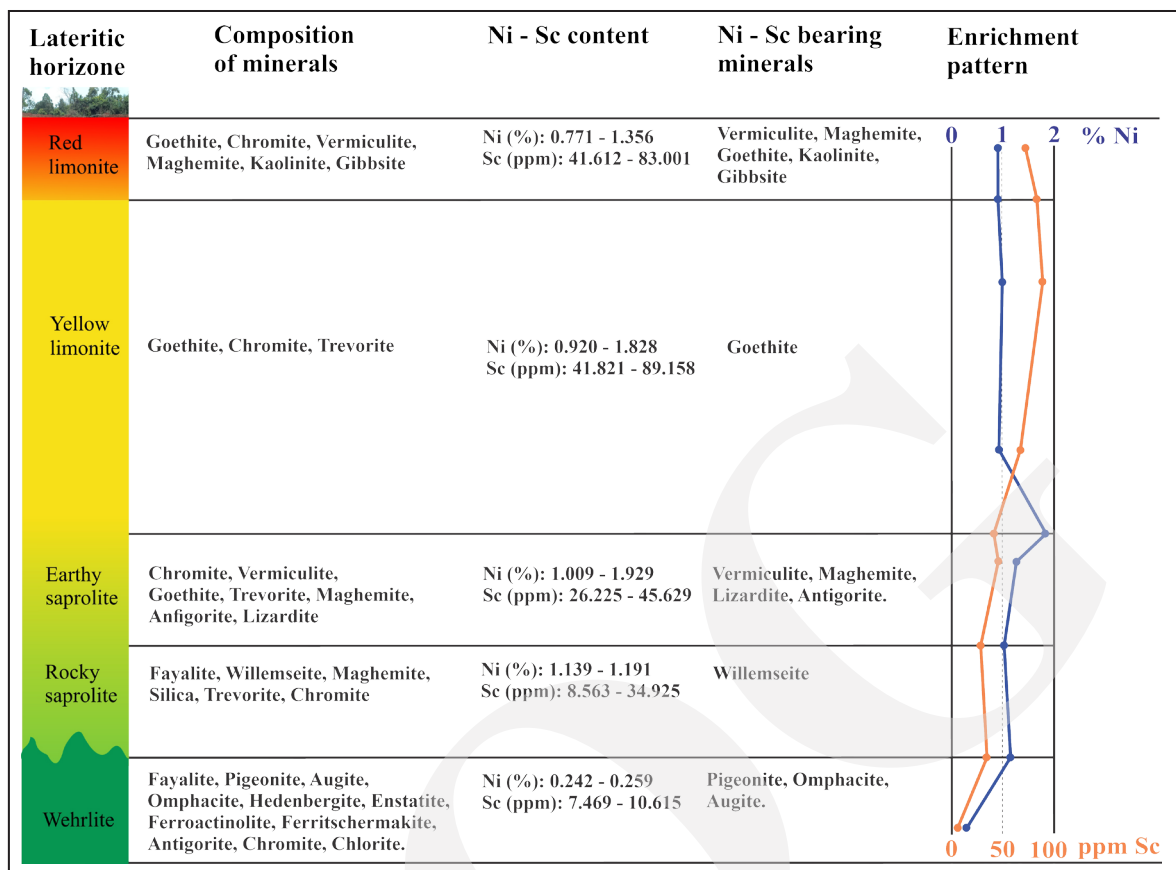 Lateritic
horizone
Composition
of minerals
Ni - Sc content
Ni - Sc bearing
minerals
Enrichment
pattern
Red
limonite
Goethite, Chromite, Vermiculite,
Maghemite, Kaolinite, Gibbsite
Ni (%): 0.771 - 1.356
Sc (ppm): 41.612 - 83.001
Vermiculite, Maghemite,
Goethite, Kaolinite,
Gibbsite
0 1 2 % Ni
Yellow
limonite
Goethite, Chromite, Trevorite
Ni (%): 0.920 - 1.828
Sc (ppm): 41.821 - 89.158
Goethite
Earthy
saprolite
Chromite, Vermiculite,
Goethite, Trevorite, Maghemite,
Anfigorite, Lizardite
Ni (%): 1.009 - 1.929
Sc (ppm): 26.225 - 45.629
Vermiculite, Maghemite,
Lizardite, Antigorite.
Rocky
saprolite
Fayalite, Willemseite, Maghemite,
Silica, Trevorite, Chromite
Ni (%): 1.139 - 1.191
Sc (ppm): 8.563 - 34.925
Willemseite
Wehrlite
Fayalite, Pigeonite, Augite,
Omphacite, Hedenbergite, Enstatite,
Ferroactinolite, Ferritschermakite,
Antigorite, Chromite, Chlorite.
Ni (%): 0.242 - 0.259
Sc (ppm): 7.469 - 10.615
Pigeonite, Omphacite,
Augite.
0 50 100 ppm Sc